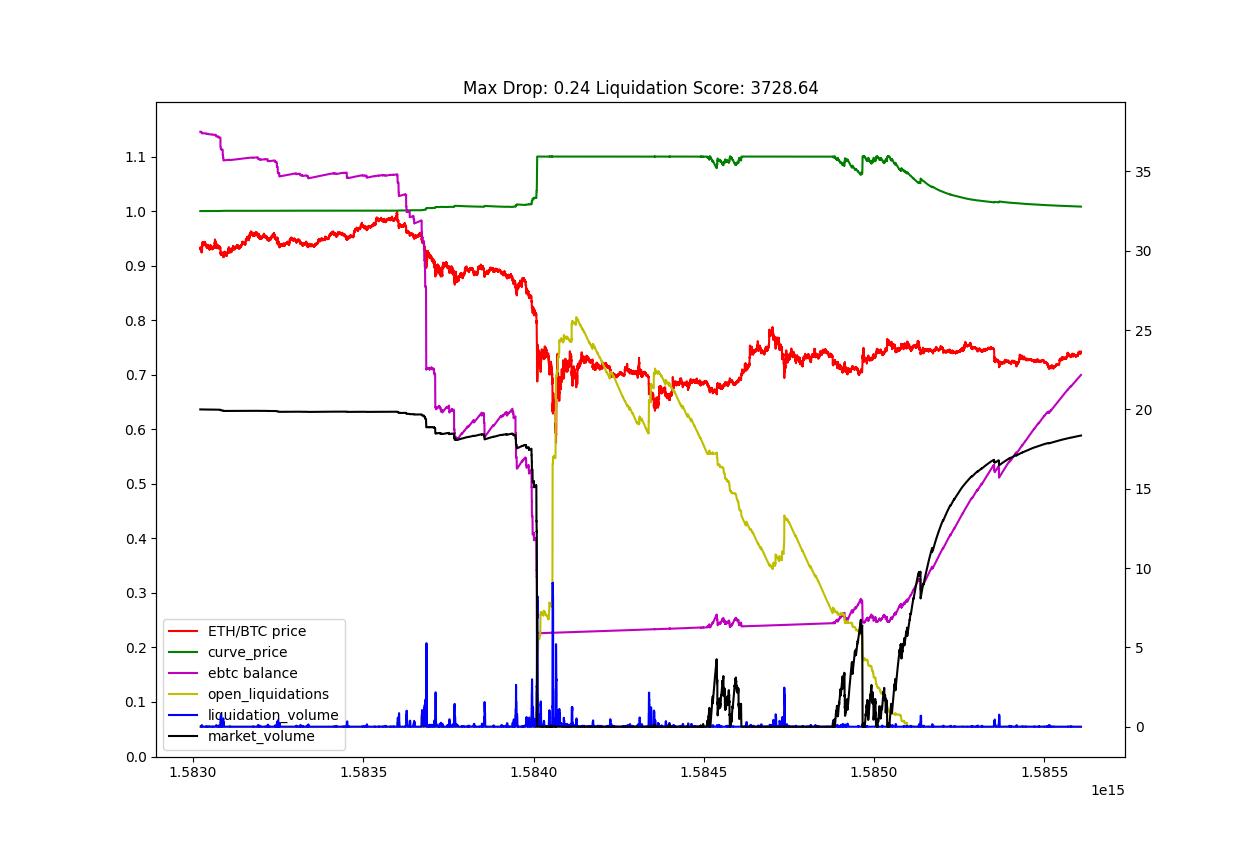 Max Drop: 0.24 Liquidation Score: 3728.64
1.1
1.0
0.9
0.8
0.7
0.6
0.5
0.4
0.3
0.2
0.1
0.0
35
30
25
20
15
10
5
0
ETH/BTC price
curve_price
ebtc balance
open_liquidations
liquidation_volume
market_volume
1.5830 1.5835 1.5840 1.5845 1.5850 1.5855
1e15